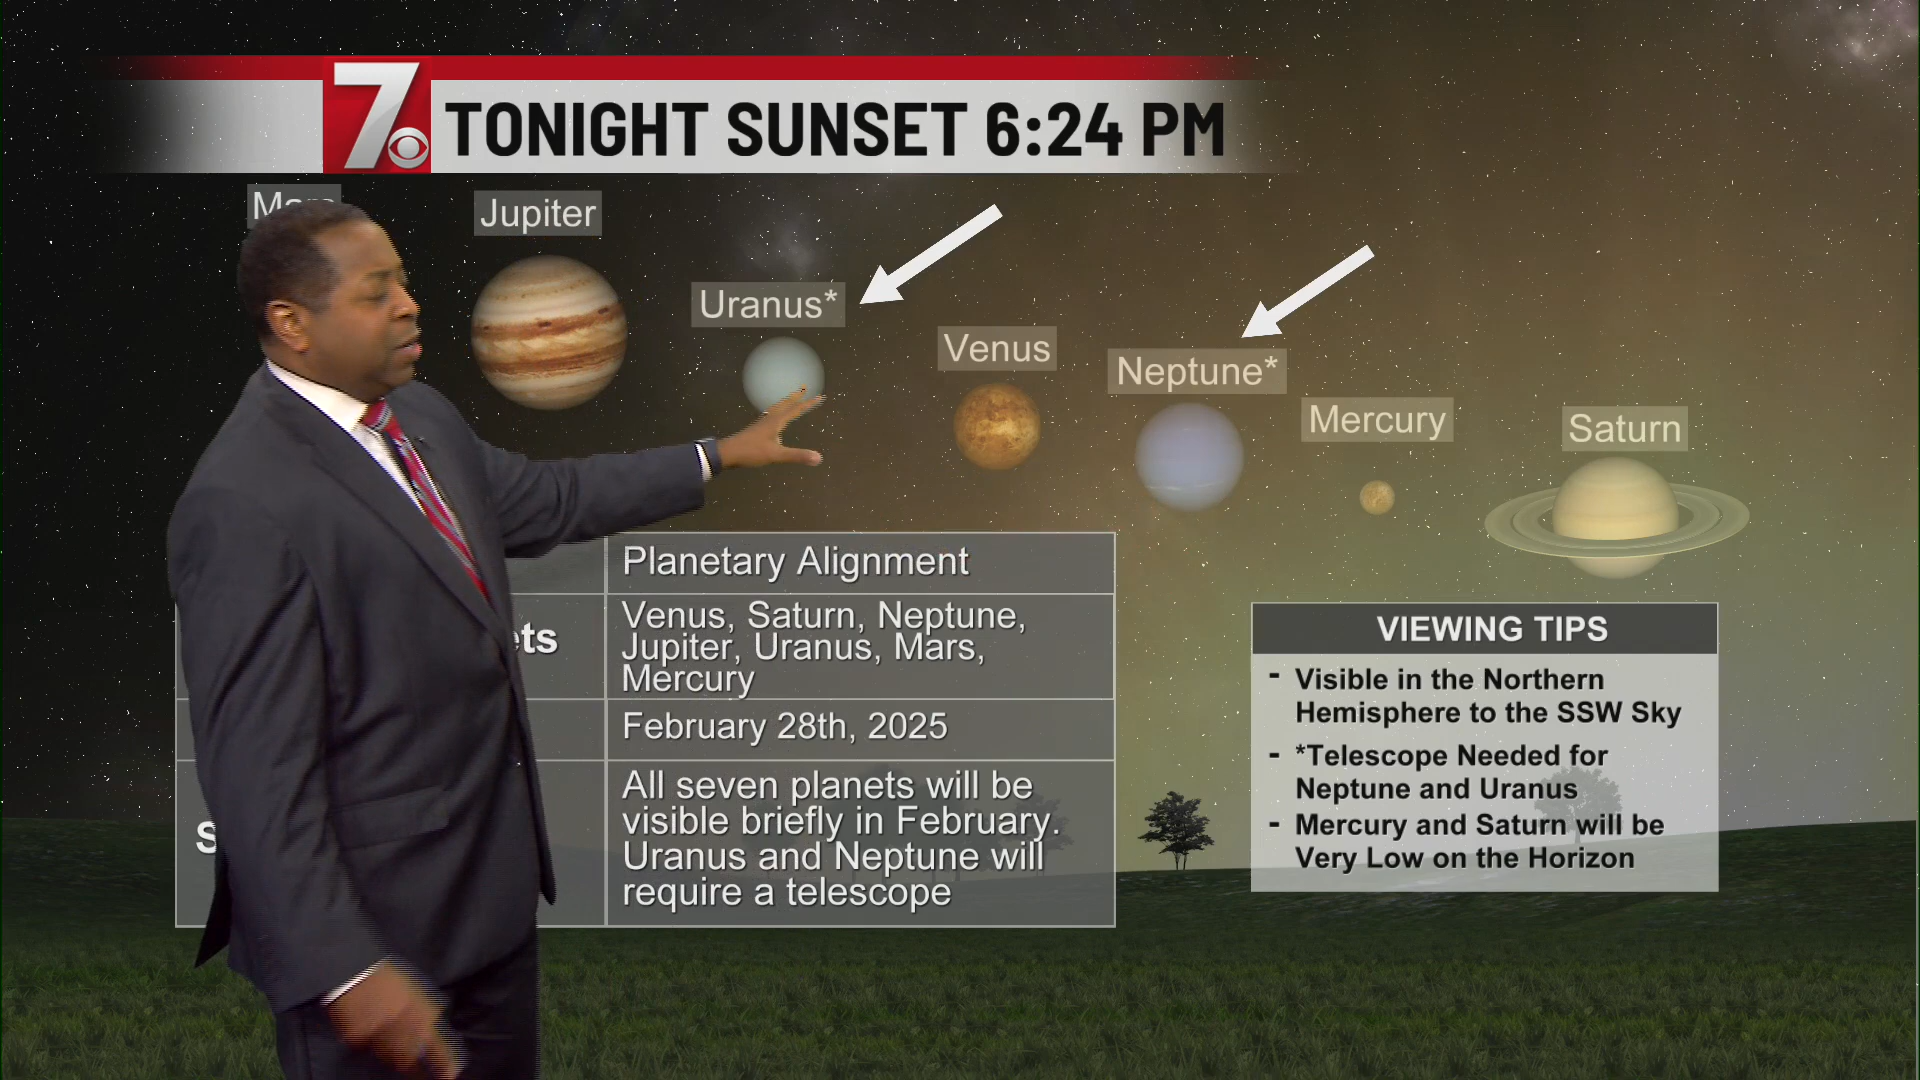 7 TONIGHT SUNSET 6:24 PM
Mars
Jupiter
Uranus*
Venus
Neptune*
Mercury
Saturn
Planetary Alignment
Venus, Saturn, Neptune,
Jupiter, Uranus, Mars,
Mercury
February 28th, 2025
All seven planets will be
visible briefly in February.
Uranus and Neptune will
require a telescope
VIEWING TIPS
- Visible in the Northern
Hemisphere to the SSW Sky
- *Telescope Needed for
Neptune and Uranus
- Mercury and Saturn will be
Very Low on the Horizon